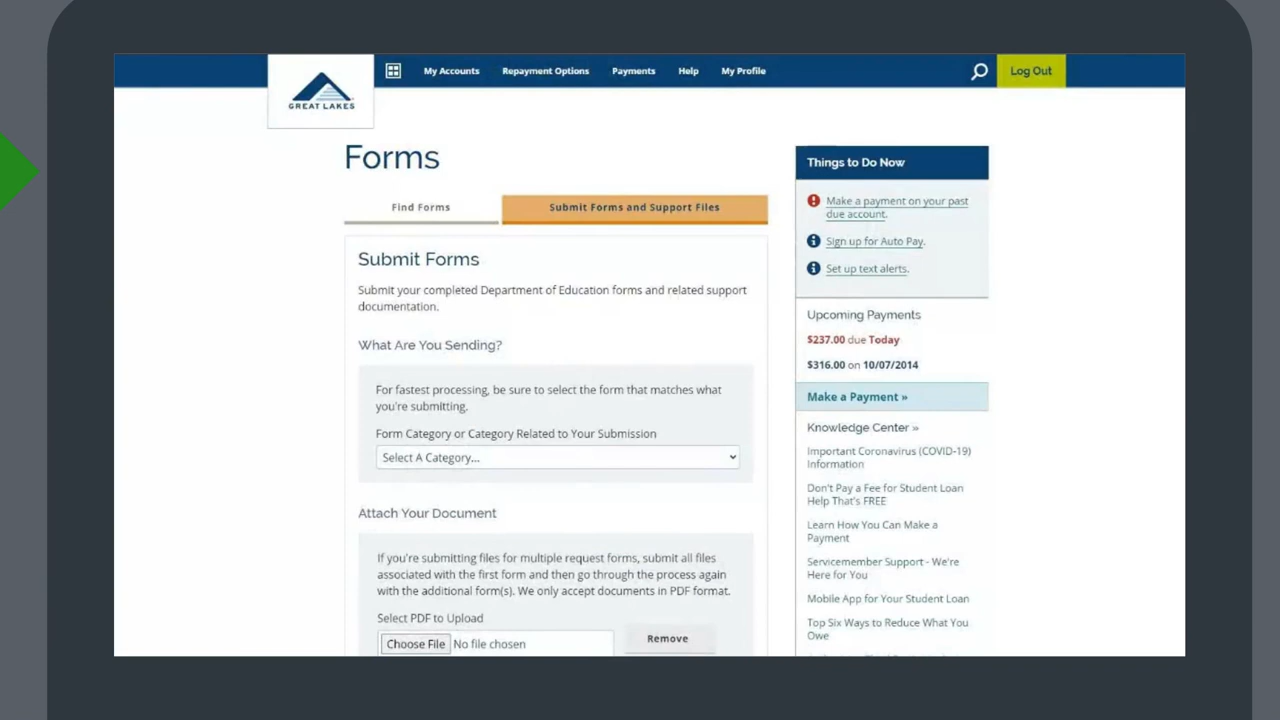 My Accounts
Repayment Options
Payments
Help
My Profile
Log Out
GREAT LAKES
Forms
Find Forms
Submit Forms and Support Files
Submit Forms
Submit your completed Department of Education forms and related support
documentation.
What Are You Sending?
For fastest processing, be sure to select the form that matches what
you're submitting.
Form Category or Category Related to Your Submission
Select A Category...
Attach Your Document
If you're submitting files for multiple request forms, submit all files
associated with the first form and then go through the process again
with the additional form(s). We only accept documents in PDF format.
Select PDF to Upload
Choose File No file chosen
Remove
Things to Do Now
Make a payment on your past
due account.
Sign up for Auto Pay.
Set up text alerts.
Upcoming Payments
$237.00 due Today
$316.00 on 10/07/2014
Make a Payment »
Knowledge Center »
Important Coronavirus (COVID-19)
Information
Don't Pay a Fee for Student Loan
Help That's FREE
Learn How You Can Make a
Payment
Servicemember Support - We're
Here for You
Mobile App for Your Student Loan
Top Six Ways to Reduce What You
Owe